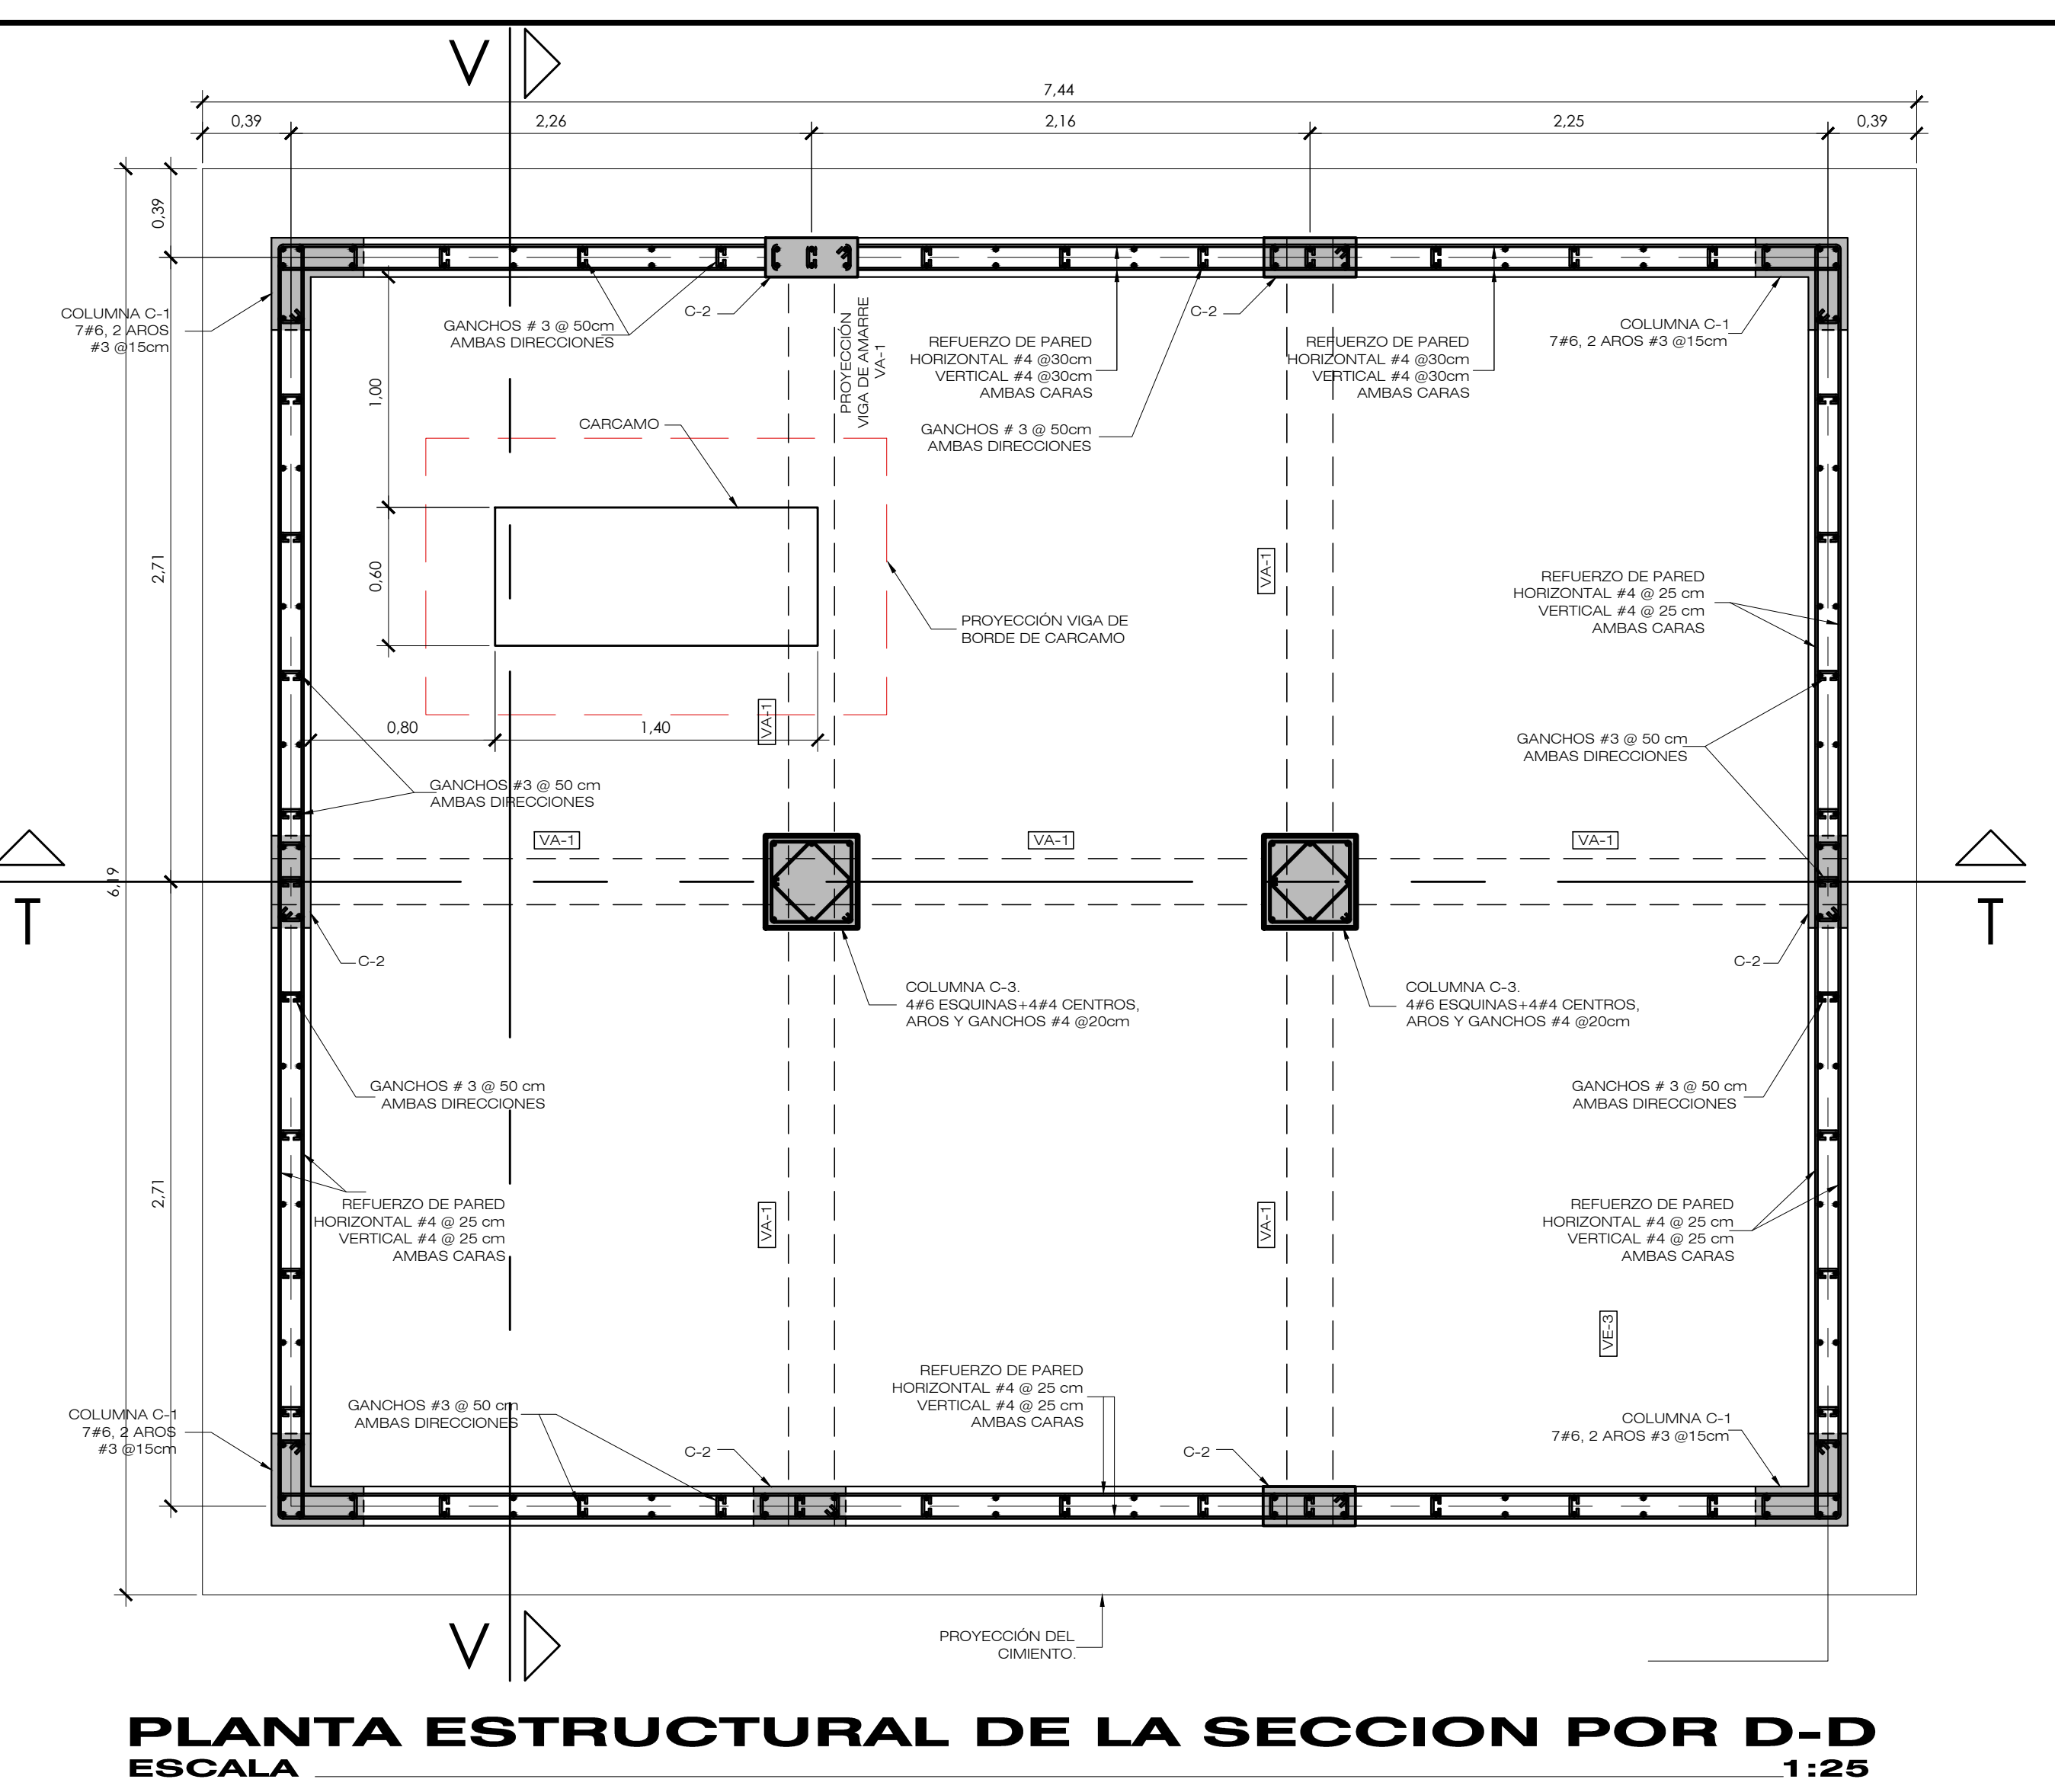 V
7,44
0,39
2,26
2,16
2,25
0,39
0,39
COLUMNA C-1
7#6, 2 AROS
#3 @15cm
GANCHOS # 3 @ 50cm
AMBAS DIRECCIONES
C-2
PROYECCIÓN
VIGA DE AMARRE
VA-1
REFUERZO DE PARED
HORIZONTAL #4 @30cm
VERTICAL #4 @30cm
AMBAS CARAS
C-2
REFUERZO DE PARED
HORIZONTAL #4 @30cm
VERTICAL #4 @30cm
AMBAS CARAS
COLUMNA C-1
7#6, 2 AROS #3 @15cm
1,00
CARCAMO
GANCHOS # 3 @ 50cm
AMBAS DIRECCIONES
2,71
0,60
VA-1
REFUERZO DE PARED
HORIZONTAL #4 @ 25 cm
VERTICAL #4 @ 25 cm
AMBAS CARAS
PROYECCIÓN VIGA DE
BORDE DE CARCAMO
0,80
1,40
VA-1
GANCHOS #3 @ 50 cm
AMBAS DIRECCIONES
GANCHOS #3 @ 50 cm
AMBAS DIRECCIONES
VA-1
VA-1
VA-1
6,19
T
T
C-2
C-2
COLUMNA C-3.
4#6 ESQUINAS+4#4 CENTROS,
AROS Y GANCHOS #4 @20cm
COLUMNA C-3.
4#6 ESQUINAS+4#4 CENTROS,
AROS Y GANCHOS #4 @20cm
GANCHOS # 3 @ 50 cm
AMBAS DIRECCIONES
GANCHOS # 3 @ 50 cm
AMBAS DIRECCIONES
2,71
REFUERZO DE PARED
HORIZONTAL #4 @ 25 cm
VERTICAL #4 @ 25 cm
AMBAS CARAS
VA-1
VA-1
REFUERZO DE PARED
HORIZONTAL #4 @ 25 cm
VERTICAL #4 @ 25 cm
AMBAS CARAS
VE-3
COLUMNA C-1
7#6, 2 AROS
#3 @15cm
GANCHOS #3 @ 50 cm
AMBAS DIRECCIONES
C-2
REFUERZO DE PARED
HORIZONTAL #4 @ 25 cm
VERTICAL #4 @ 25 cm
AMBAS CARAS
C-2
COLUMNA C-1
7#6, 2 AROS #3 @15cm
V
PROYECCIÓN DEL
CIMIENTO.
PLANTA ESTRUCTURAL DE LA SECCION POR D-D
ESCALA 1:25